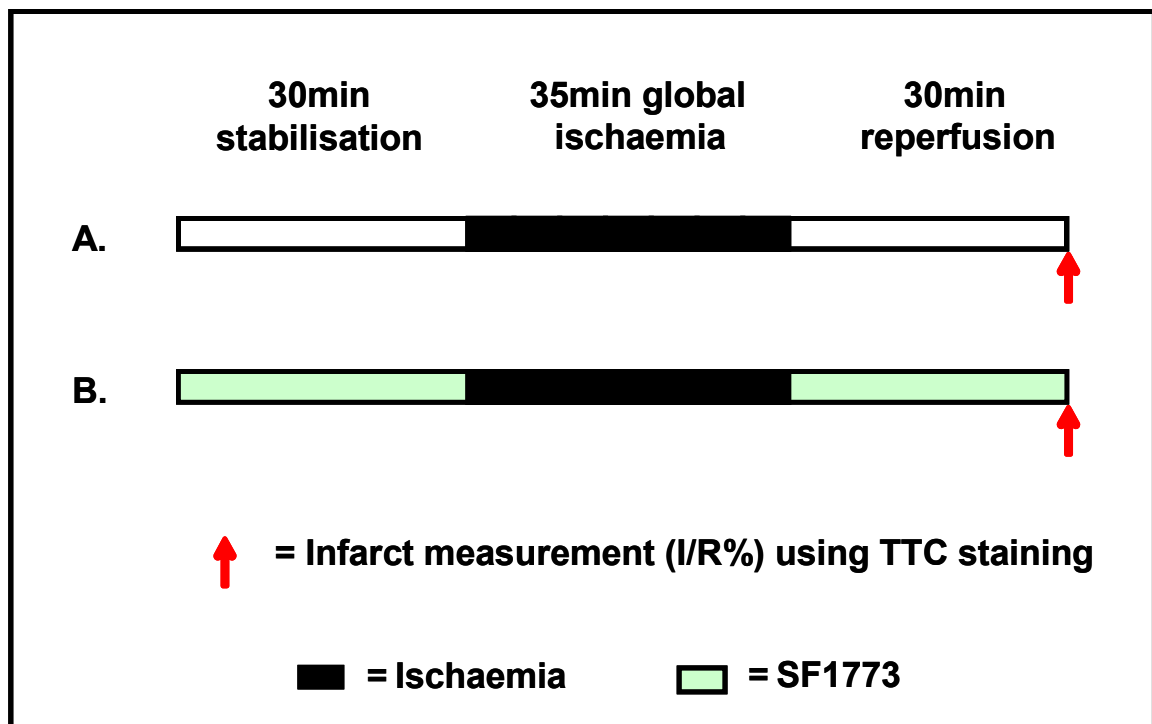 30min
stabilisation
35min global
ischaemia
30min
reperfusion
A.
B.
= Infarct measurement (I/R%) using TTC staining
= Ischaemia
= SF1773